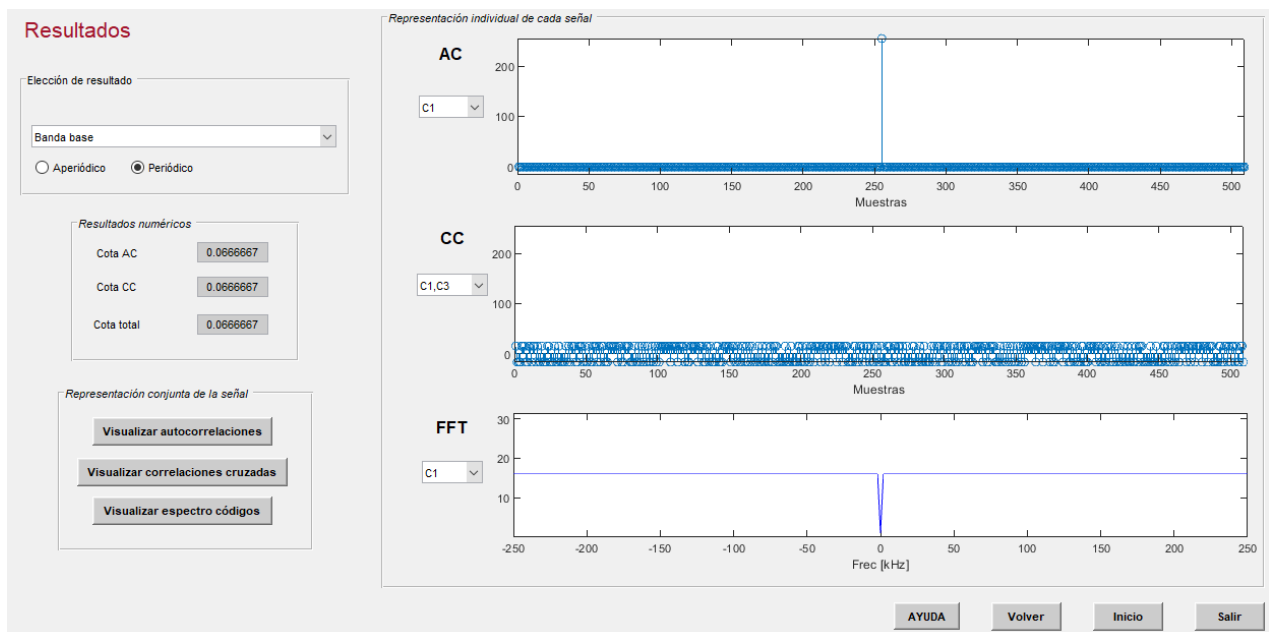 Resultados
Elección de resultado
Banda base
Aperiódico
Periódico
Resultados numéricos
Cota AC
0.0666667
Cota CC
0.0666667
Cota total
0.0666667
Representación conjunta de la señal
Visualizar autocorrelaciones
Visualizar correlaciones cruzadas
Visualizar espectro códigos
Representación individual de cada señal
AC
C1
200
100
0
0 50 100 150 200 250 300 350 400 450 500
Muestras
CC
C1,C3
200
100
0
0 50 100 150 200 250 300 350 400 450 500
Muestras
FFT
C1
30
20
10
-250 -200 -150 -100 -50 0 50 100 150 200 250
Frec [kHz]
AYUDA
Volver
Inicio
Salir